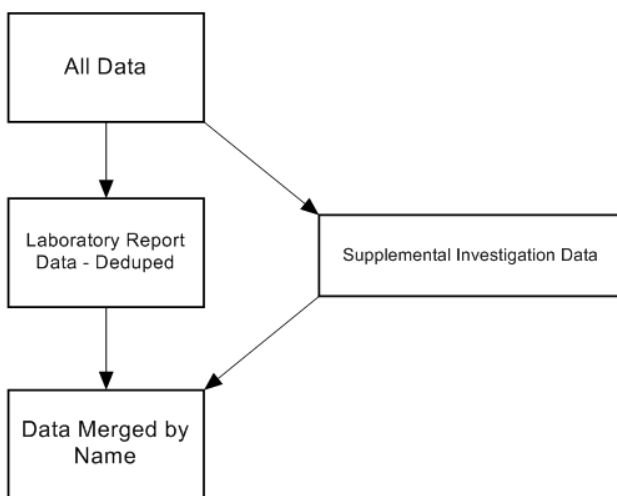 All Data
Laboratory Report
Data - Deduped
Supplemental Investigation Data
Data Merged by
Name